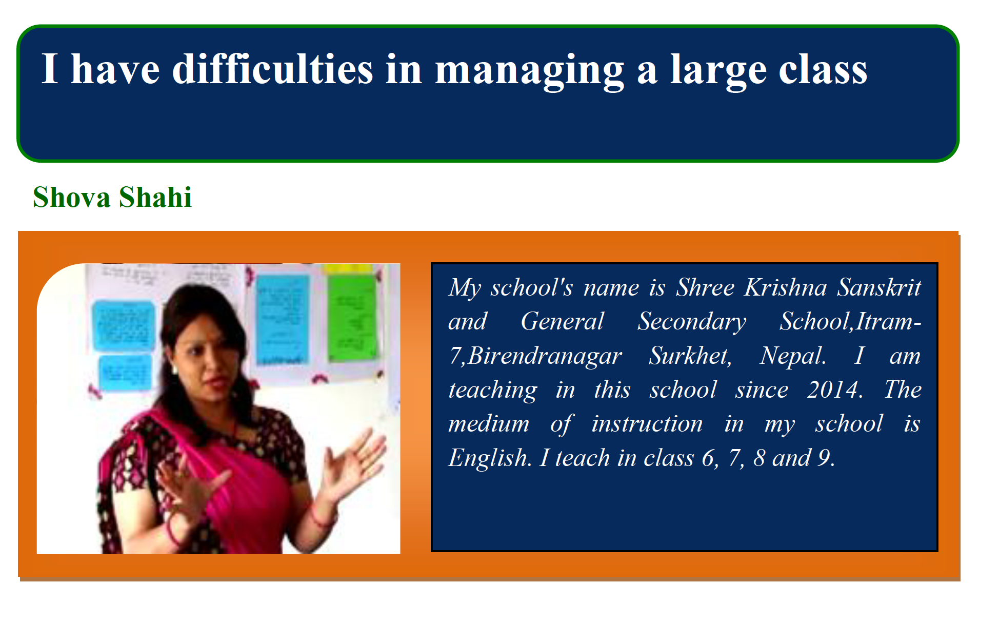 I have difficulties in managing a large class
Shova Shahi
My school's name is Shree Krishna Sanskrit
and General Secondary School,Itram-
7,Birendranagar Surkhet, Nepal. I am
teaching in this school since 2014. The
medium of instruction in my school is
English. I teach in class 6, 7, 8 and 9.